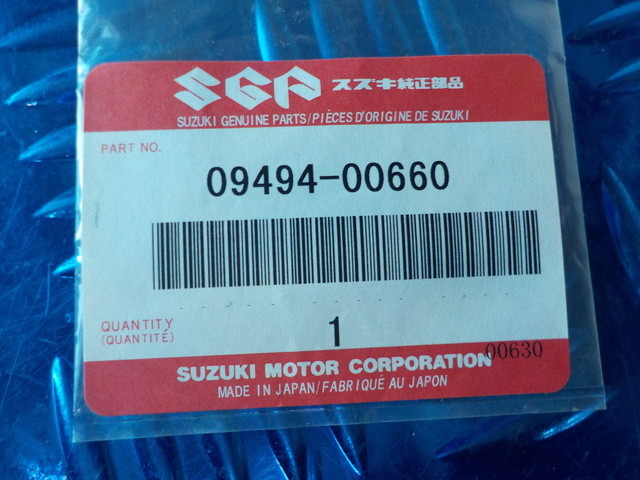 SGP スズキ純正部品
SUZUKI GENUINE PARTS/PIÈCES D'ORIGINE DE SUZUKI
PART NO.
09494-00660
QUANTITY
(QUANTITÉ)
1
00630
SUZUKI MOTOR CORPORATION
MADE IN JAPAN/FABRIQUÉ AU JAPON